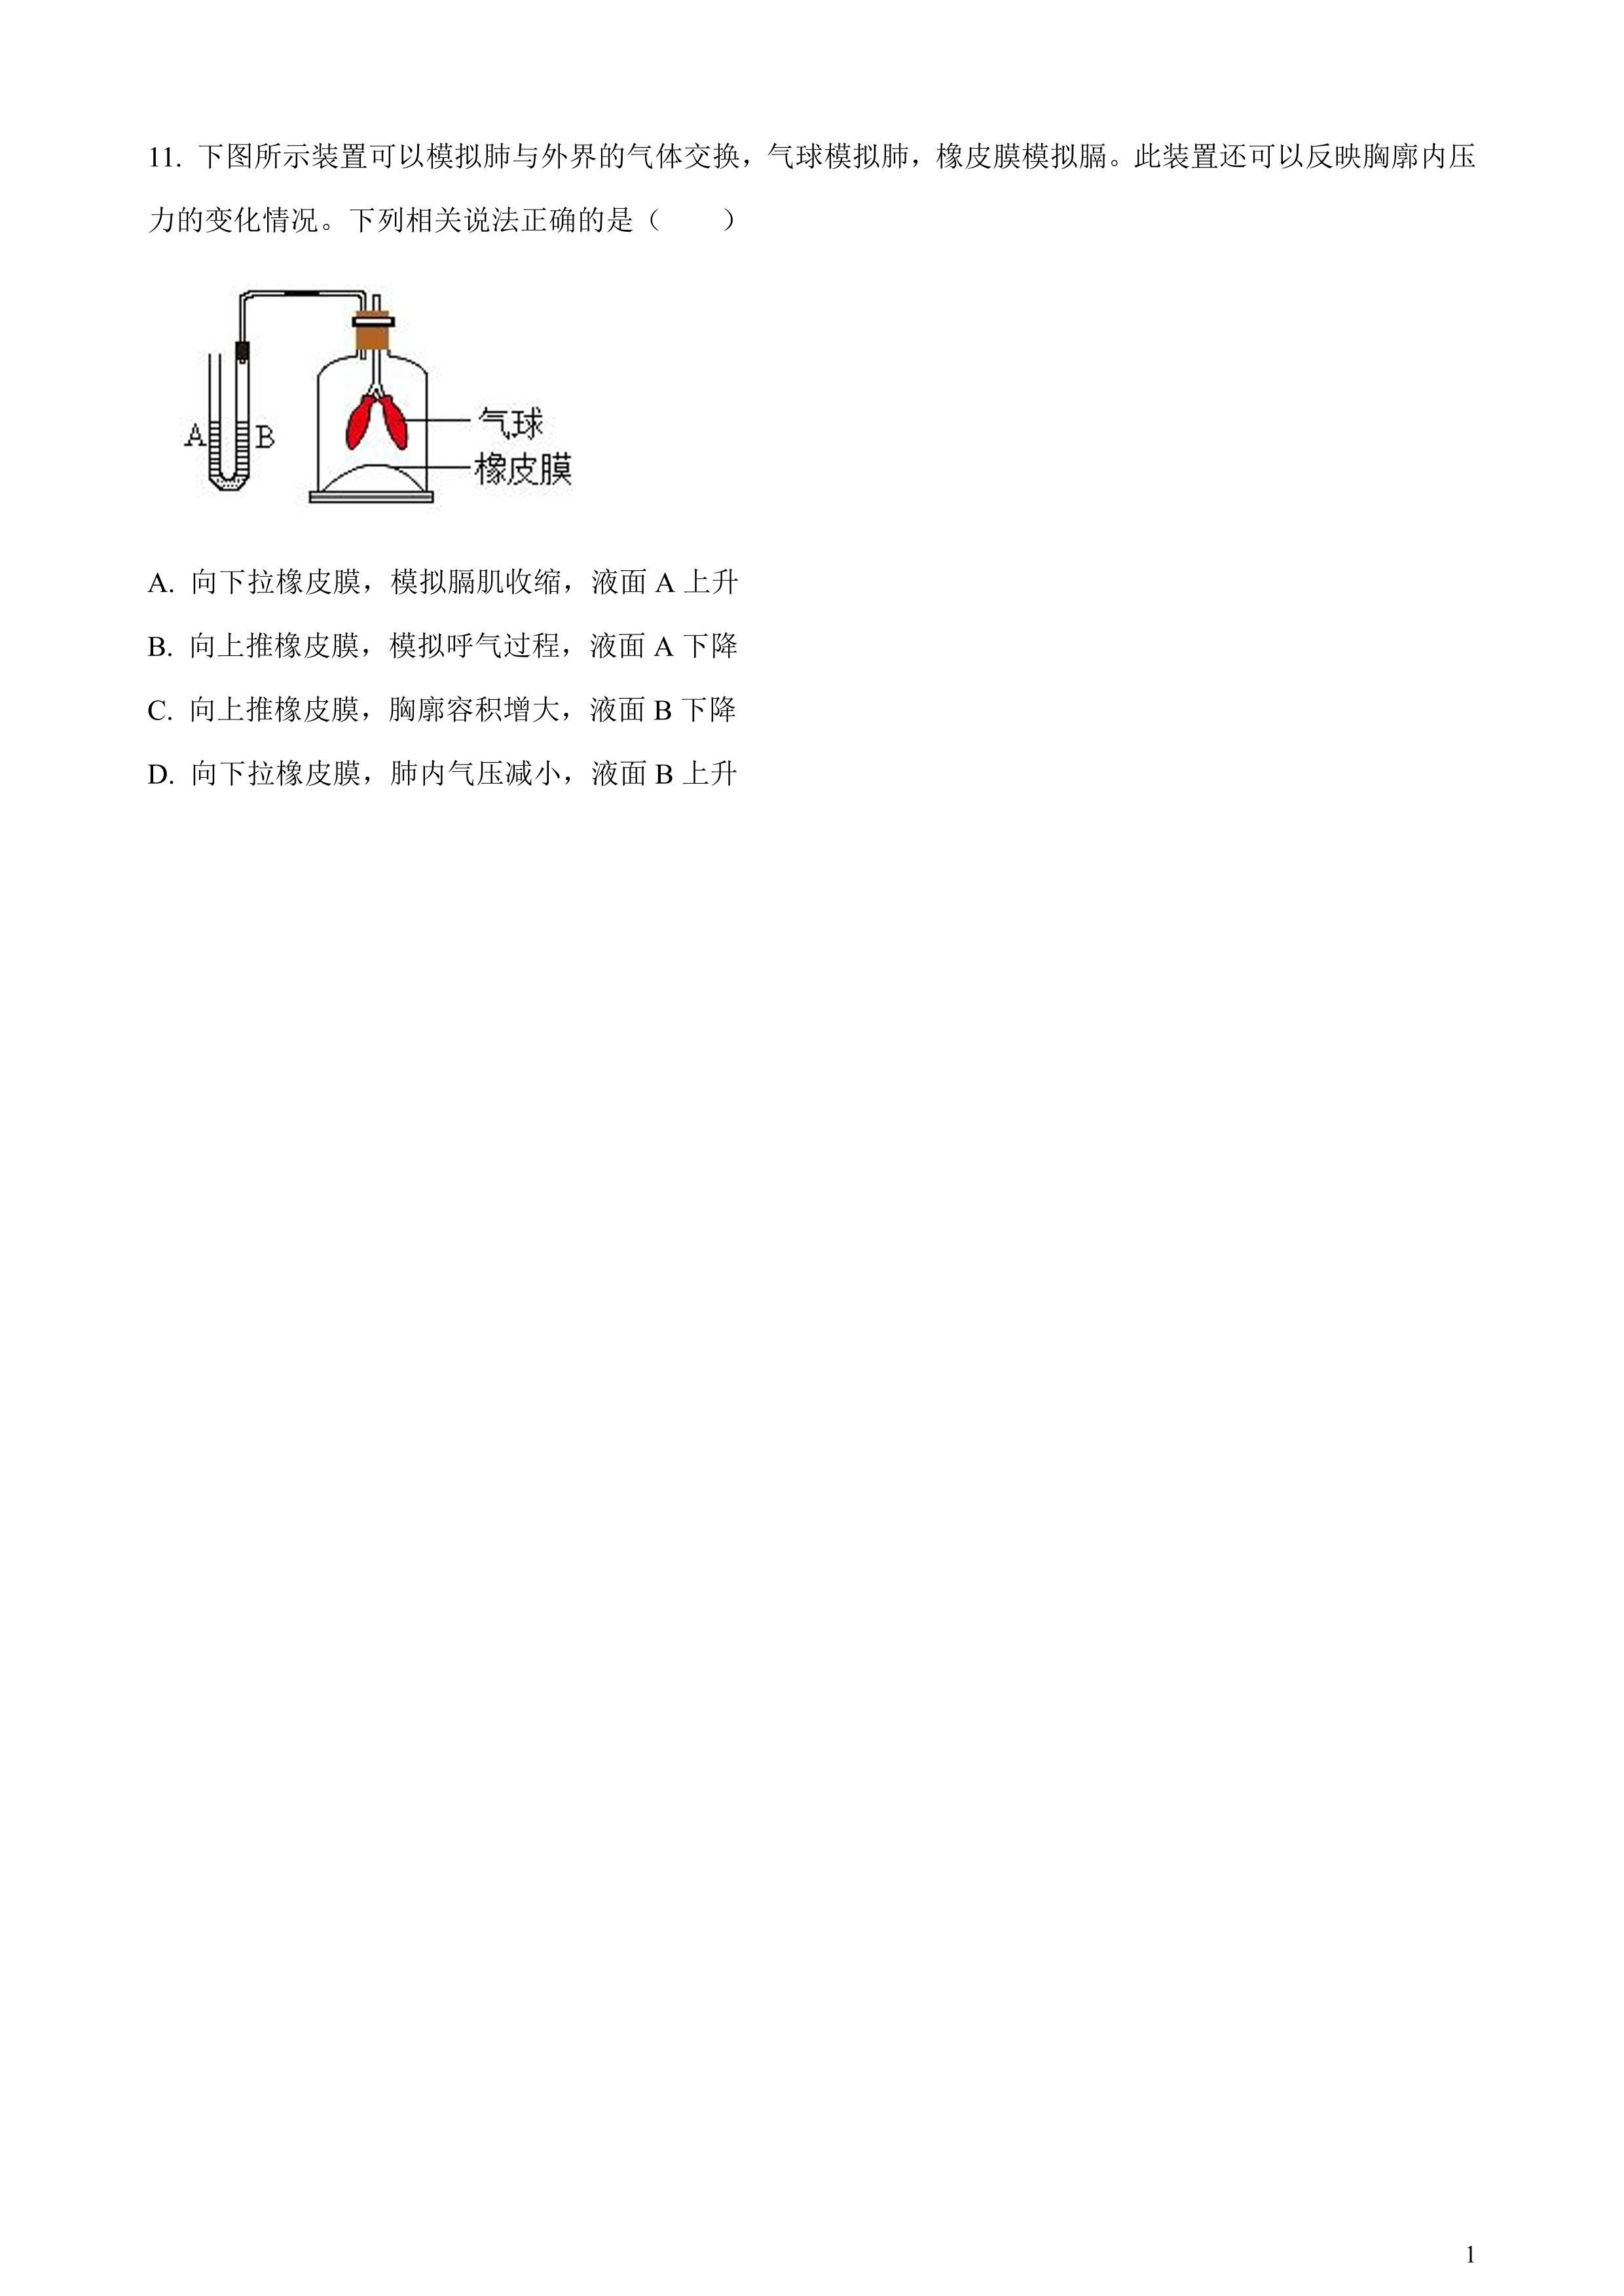 11. 下图所示装置可以模拟肺与外界的气体交换，气球模拟肺，橡皮膜模拟膈。此装置还可以反映胸廓内压
力的变化情况。下列相关说法正确的是（　　）
A
B
气球
橡皮膜
A. 向下拉橡皮膜，模拟膈肌收缩，液面 A 上升
B. 向上推橡皮膜，模拟呼气过程，液面 A 下降
C. 向上推橡皮膜，胸廓容积增大，液面 B 下降
D. 向下拉橡皮膜，肺内气压减小，液面 B 上升
1